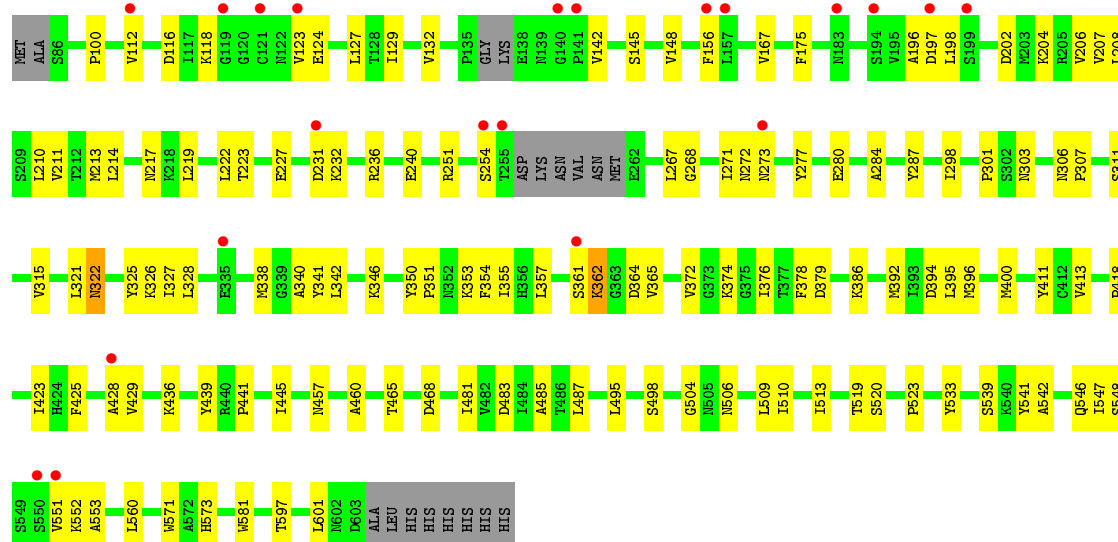 MET ALA S86 P100 V112 D116 I117 K118 G119 G120 C121 N122 V123 E124 L127 T128 I129 V132 P135 GLY LYS E138 N139 G140 P141 V142 S145 V148 F156 L157 V167 F175 N183 S194 V195 A196 D197 L198 S199 D202 M203 K204 R205 V206 V207 L208
S209 L210 V211 T212 M213 L214 N217 K218 L219 L222 T223 E227 D231 K232 R236 E240 R251 S254 T255 ASP LYS ASN VAL ASN MET E262 L267 G268 I271 N272 N273 Y277 E280 A284 Y287 I298 P301 S302 N303 N306 P307 S311
V315 L321 N322 Y325 K326 I327 L328 E335 M338 G339 A340 Y341 L342 K346 Y350 P351 N352 K353 F354 I355 H356 L357 S361 K362 G363 D364 V365 V372 G373 K374 G375 I376 T377 F378 D379 K386 M392 I393 D394 L395 M396 M400 Y411 C412 V413 P418
I423 H424 F425 A428 V429 K436 Y439 R440 P441 I445 N457 A460 T465 D468 I481 V482 D483 I484 A485 T486 L487 L495 S498 G504 N505 N506 L509 I510 I513 T519 S520 P523 Y533 S539 K540 Y541 A542 Q546 I547 S548
S549 S550 V551 K552 A553 L560 W571 A572 H573 W581 T597 L601 N602 D603 ALA LEU HIS HIS HIS HIS HIS HIS